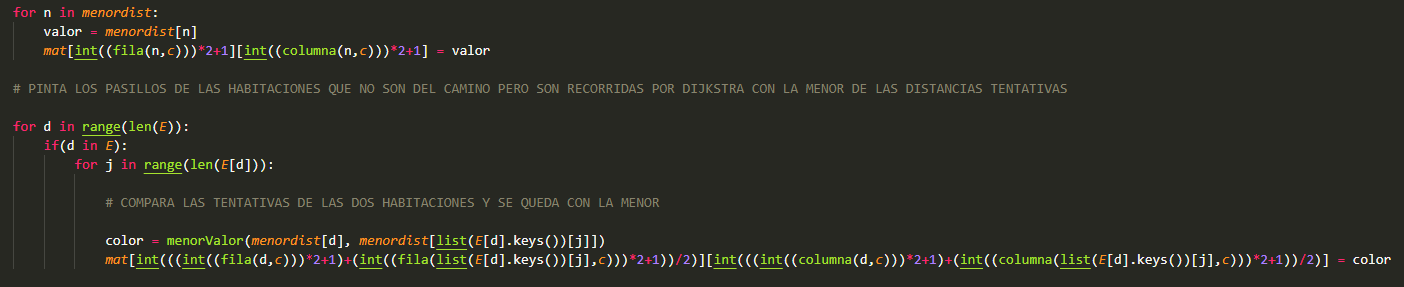 for n in menordist:
    valor = menordist[n]
    mat[int((fila(n,c)))*2+1][int((columna(n,c)))*2+1] = valor
# PINTA LOS PASILLOS DE LAS HABITACIONES QUE NO SON DEL CAMINO PERO SON RECORRIDAS POR DIJKSTRA CON LA MENOR DE LAS DISTANCIAS TENTATIVAS
for d in range(len(E)):
    if(d in E):
        for j in range(len(E[d])):
            # COMPARA LAS TENTATIVAS DE LAS DOS HABITACIONES Y SE QUEDA CON LA MENOR
            color = menorValor(menordist[d], menordist[list(E[d].keys())[j]])
            mat[int(((int((fila(d,c)))*2+1)+(int((fila(list(E[d].keys())[j],c)))*2+1))/2)][int(((int((columna(d,c)))*2+1)+(int((columna(list(E[d].keys())[j],c)))*2+1))/2)] = color